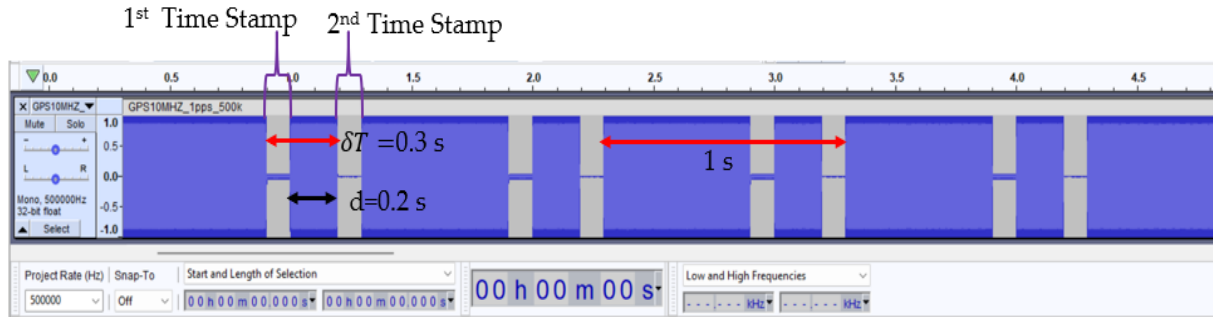 1st Time Stamp
2nd Time Stamp
0.0 0.5 1.0 1.5 2.0 2.5 3.0 3.5 4.0 4.5
x GPS10MHZ_▼ GPS10MHZ_1pps_500k
Mute Solo 1.0
- + 0.5-
δT =0.3 s
1 s
L R 0.0-
Mono, 500000Hz
32-bit float -0.5-
d=0.2 s
▲ Select -1.0
Project Rate (Hz) Snap-To Start and Length of Selection
500000 Off 00 h 00 m 00.000 s 00 h 00 m 00.000 s
00 h 00 m 00 s
Low and High Frequencies
---,--- kHz ---,--- kHz